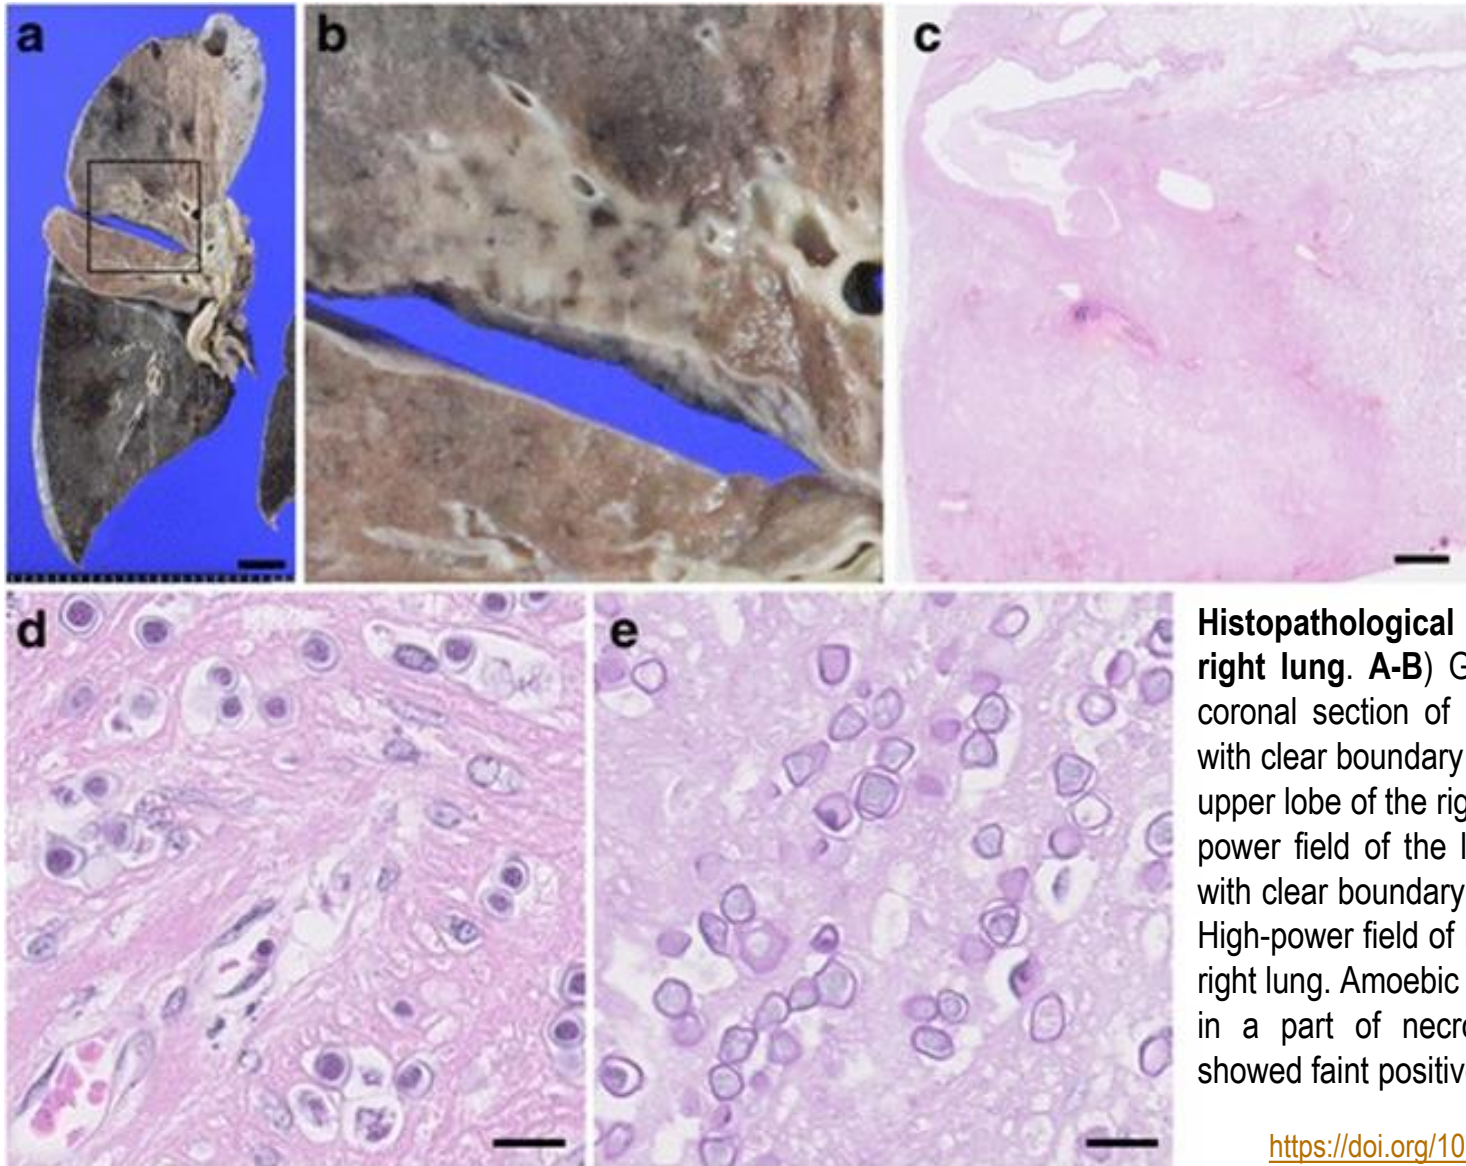 a
b
c
d
e
Histopathological
right lung. A-B) G
coronal section of
with clear boundary
upper lobe of the rig
power field of the l
with clear boundary
High-power field of
right lung. Amoebic
in a part of necro
showed faint positiv
https://doi.org/10